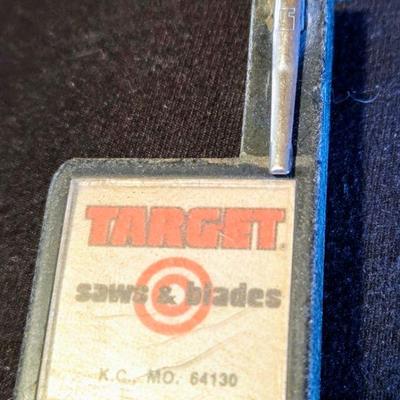 TARGET®
saws & blades
K.C., MO. 64130